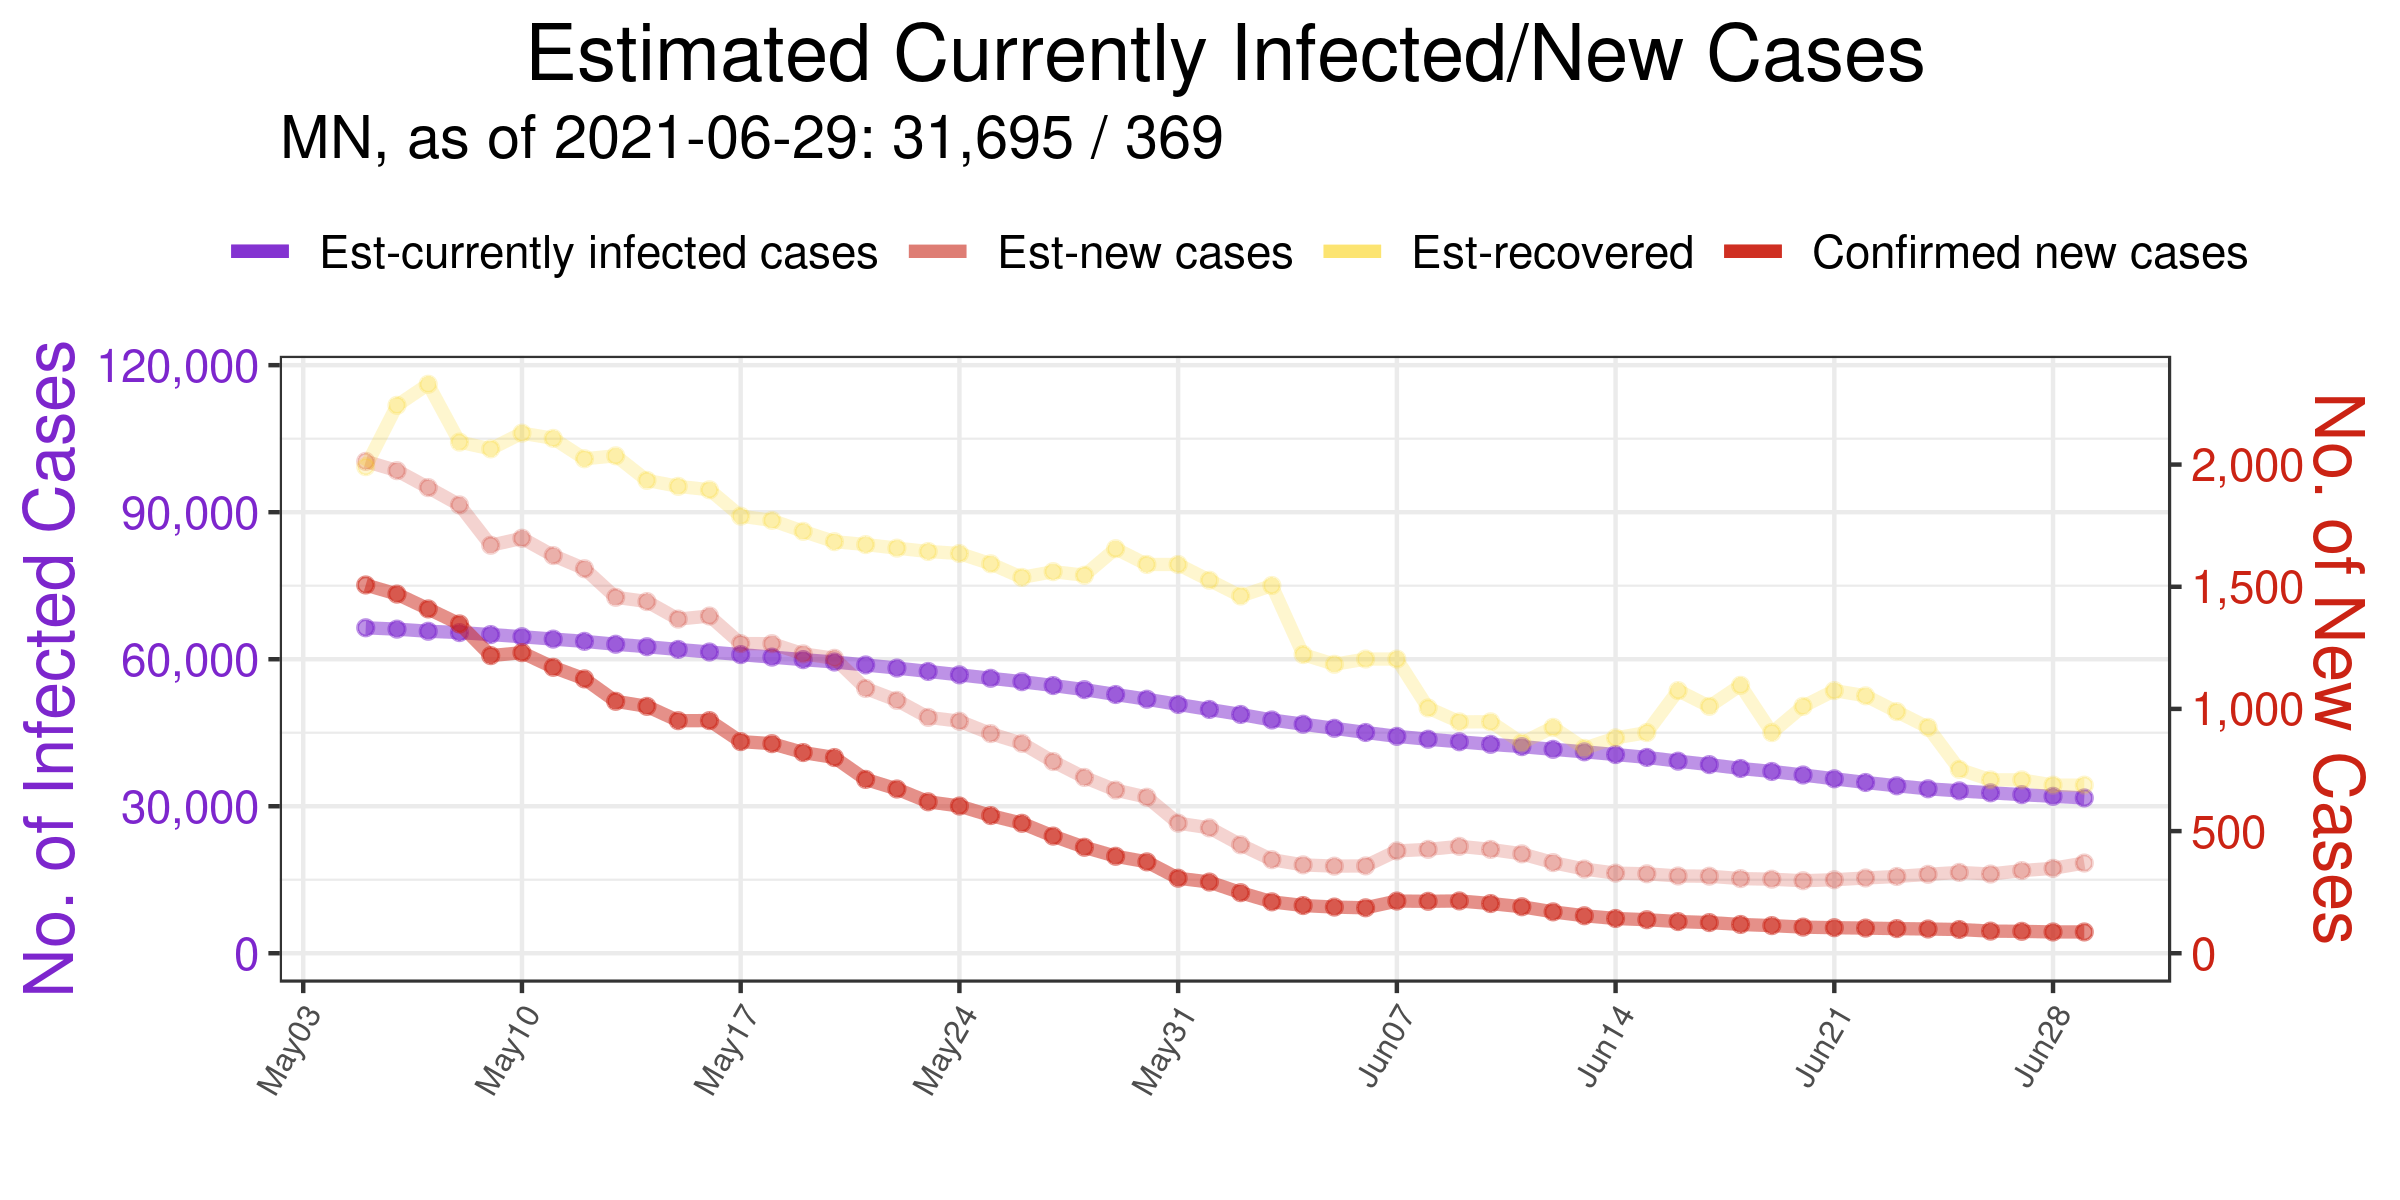 Estimated Currently Infected/New Cases
MN, as of 2021-06-29: 31,695 / 369
Est-currently infected cases Est-new cases Est-recovered Confirmed new cases
No. of Infected Cases
120,000
90,000
60,000
30,000
0
2,000
1,500
1,000
500
0
No. of New Cases
May03 May10 May17 May24 May31 Jun07 Jun14 Jun21 Jun28